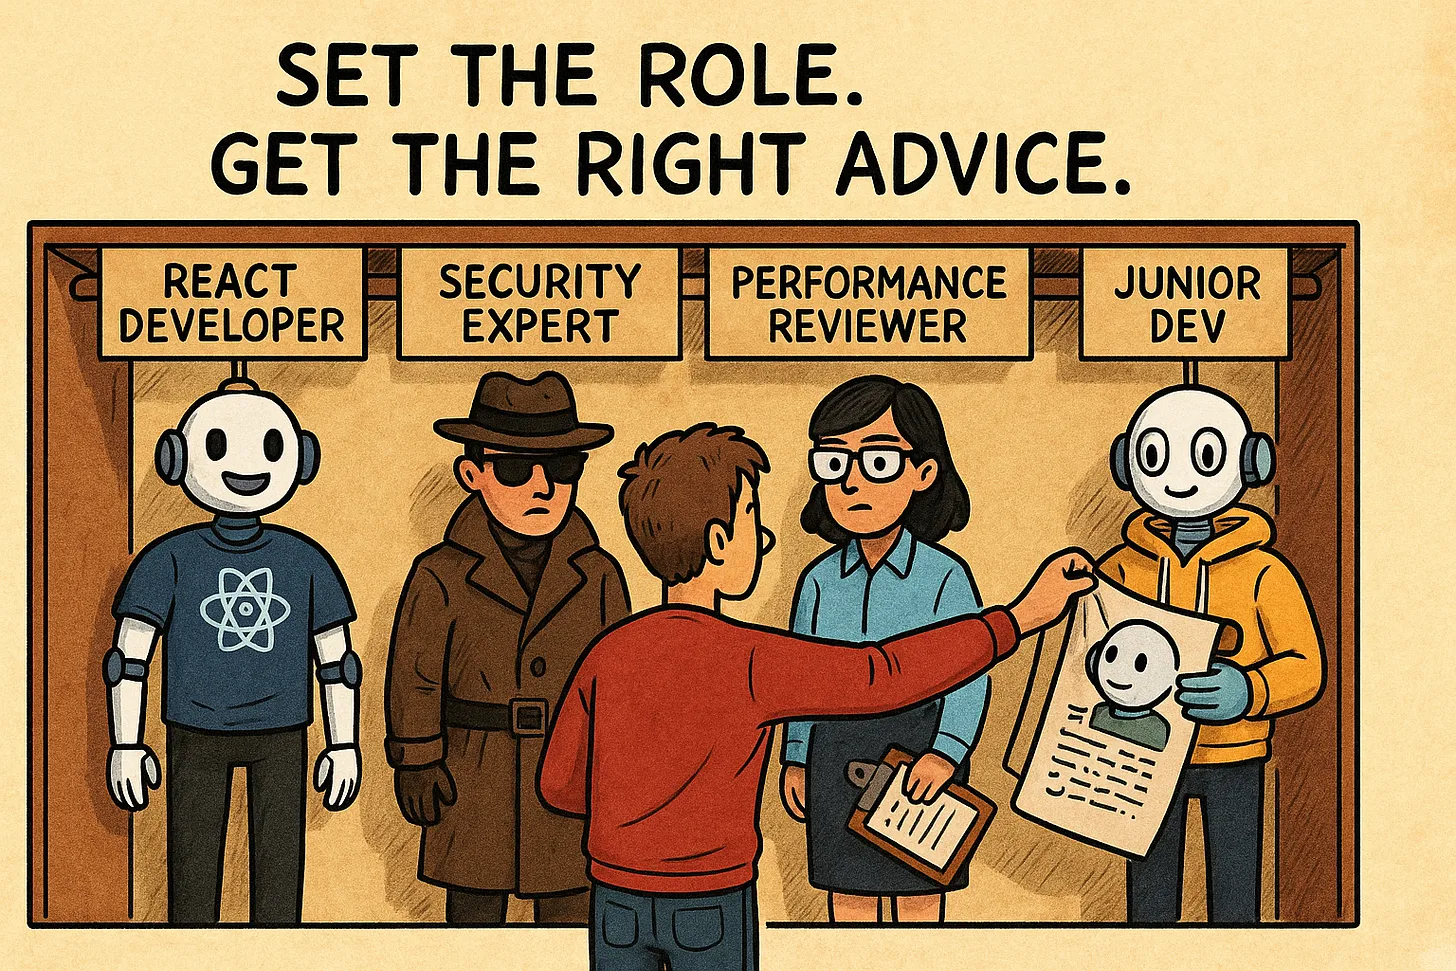 SET THE ROLE.
GET THE RIGHT ADVICE.
REACT
DEVELOPER
SECURITY
EXPERT
PERFORMANCE
REVIEWER
JUNIOR
DEV